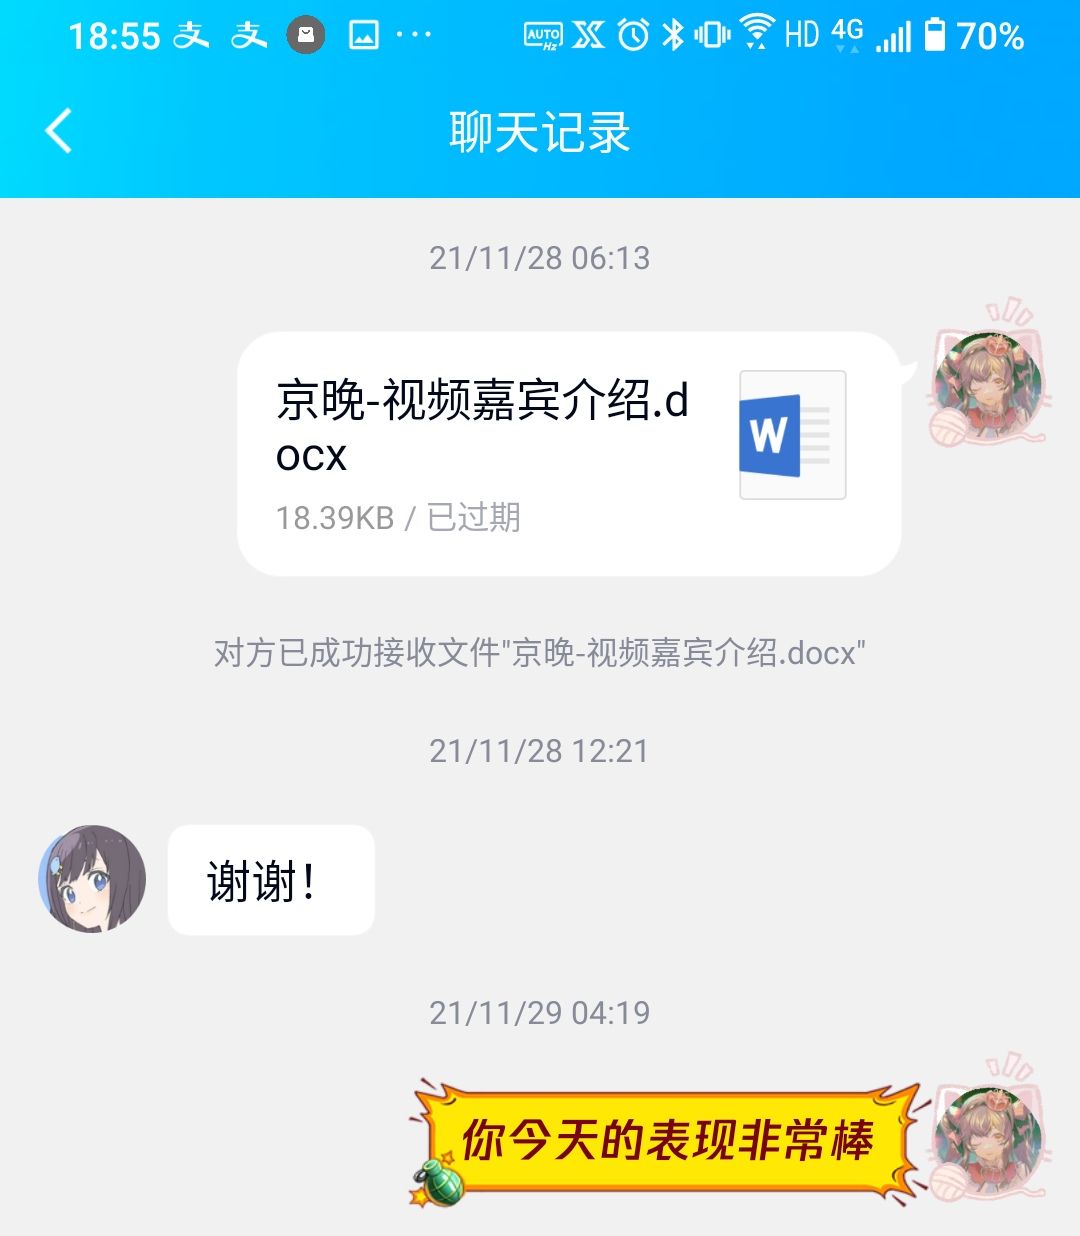 18:55 支 支 ··· AUTO Hz HD 4G 70%
聊天记录
21/11/28 06:13
京晚-视频嘉宾介绍.d
ocx
W
18.39KB / 已过期
对方已成功接收文件"京晚-视频嘉宾介绍.docx"
21/11/28 12:21
谢谢！
21/11/29 04:19
你今天的表现非常棒